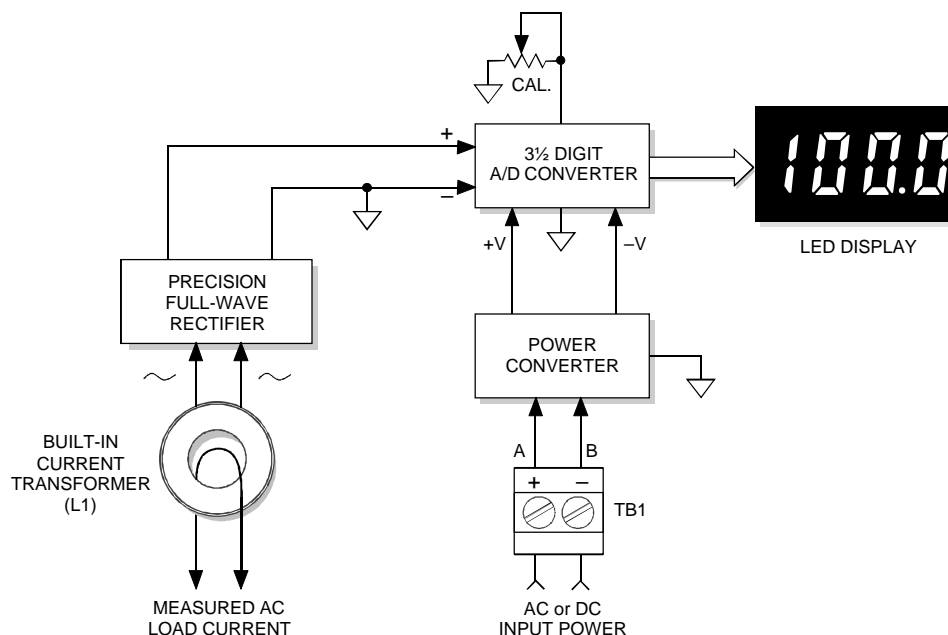 CAL.
+
−
3½ DIGIT
A/D CONVERTER
100.0
LED DISPLAY
+V
–V
PRECISION
FULL-WAVE
RECTIFIER
POWER
CONVERTER
BUILT-IN
CURRENT
TRANSFORMER
(L1)
A
B
+
−
TB1
MEASURED AC
LOAD CURRENT
AC or DC
INPUT POWER